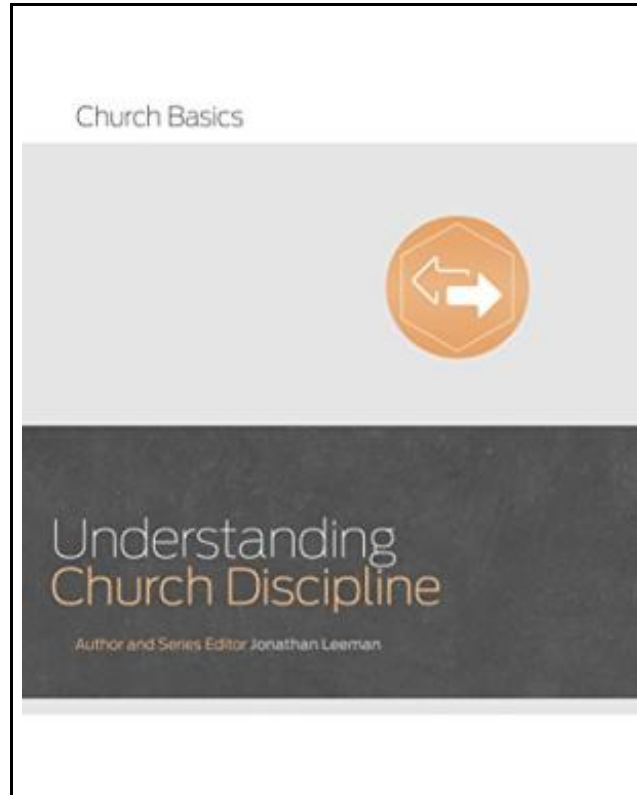 Church Basics
Understanding
Church Discipline
Author and Series Editor Jonathan Leeman